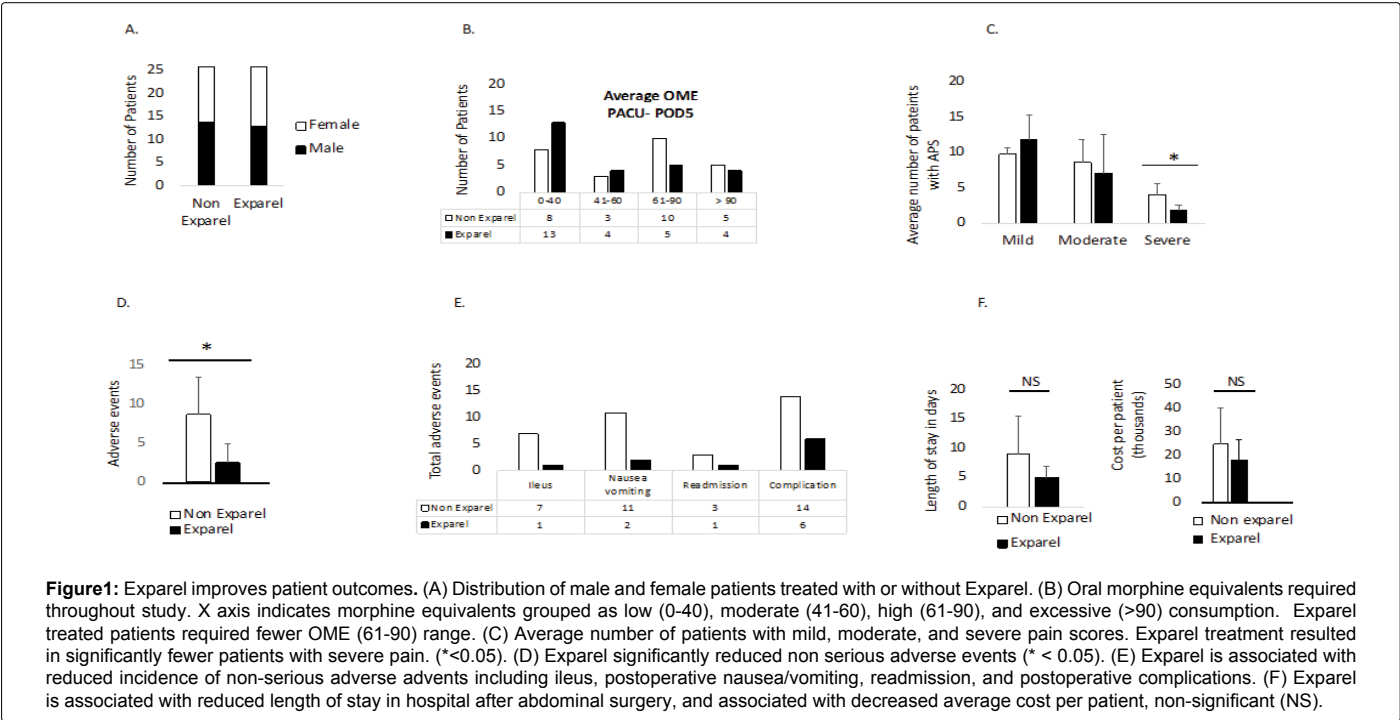 A.
Number of Patients
25
20
15
10
5
0
Non
Exparel
Exparel
Female
Male
B.
Number of Patients
20
15
10
5
0
Average OME
PACU- POD5
0-40 41-60 61-90 > 90
Non Exparel 8 3 10 5
Exparel 13 4 5 4
C.
Average number of pateints
with APS
20
15
10
5
0
*
Mild Moderate Severe
D.
Adverse events
15
10
5
0
*
Non Exparel
Exparel
E.
Total adverse events
20
15
10
5
0
Ileus Nausea
vomiting Readmission Complication
Non Exparel 7 11 3 14
Exparel 1 2 1 6
F.
Length of stay in days
20
15
10
5
0
NS
Non Exparel
Exparel
Cost per patient
(thousands)
50
40
30
20
10
0
NS
Non exparel
Exparel
Figure1: Exparel improves patient outcomes. (A) Distribution of male and female patients treated with or without Exparel. (B) Oral morphine equivalents required
throughout study. X axis indicates morphine equivalents grouped as low (0-40), moderate (41-60), high (61-90), and excessive (>90) consumption. Exparel
treated patients required fewer OME (61-90) range. (C) Average number of patients with mild, moderate, and severe pain scores. Exparel treatment resulted
in significantly fewer patients with severe pain. (*<0.05). (D) Exparel significantly reduced non serious adverse events (* < 0.05). (E) Exparel is associated with
reduced incidence of non-serious adverse advents including ileus, postoperative nausea/vomiting, readmission, and postoperative complications. (F) Exparel
is associated with reduced length of stay in hospital after abdominal surgery, and associated with decreased average cost per patient, non-significant (NS).